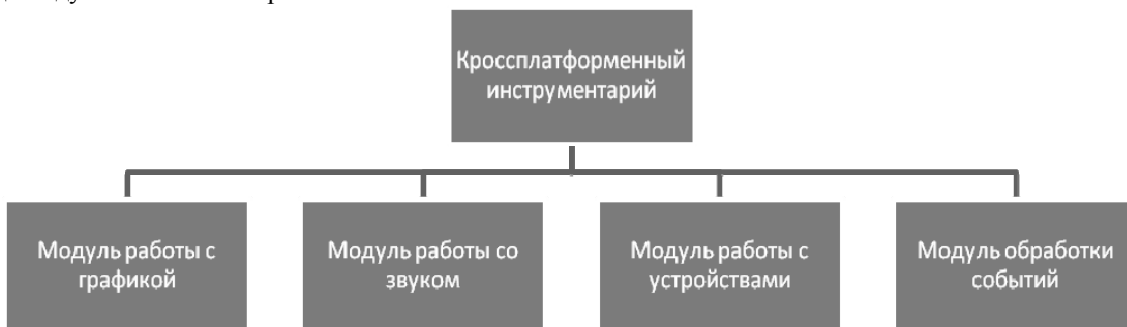 Кроссплатформенный
инструментарий
Модуль работы с
графикой
Модуль работы со
звуком
Модуль работы с
устройствами
Модуль обработки
событий